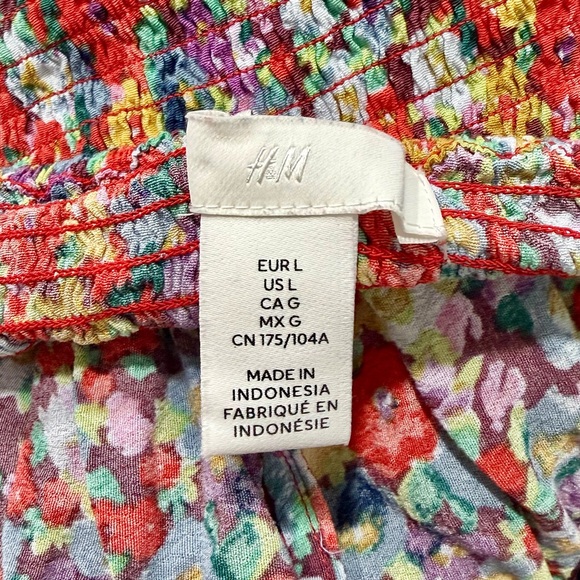 H&M
EUR L
US L
CA G
MX G
CN 175/104A
MADE IN
INDONESIA
FABRIQUÉ EN
INDONÉSIE